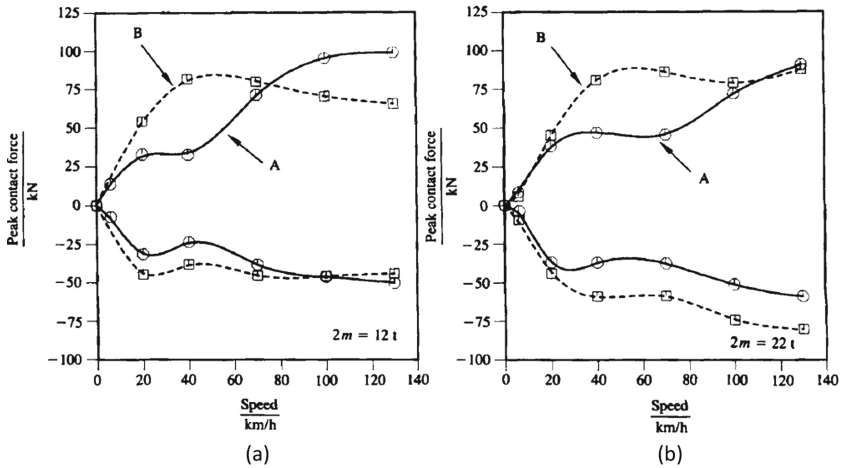 100
75
50
25
0
−25
−50
−75
−100
Peak contact force
kN
B
A
2m = 12 t
0 20 40 60 80 100 120 140
Speed
km/h
(a)
100
75
50
25
0
−25
−50
−75
−100
Peak contact force
kN
B
A
2m = 22 t
0 20 40 60 80 100 120 140
Speed
km/h
(b)